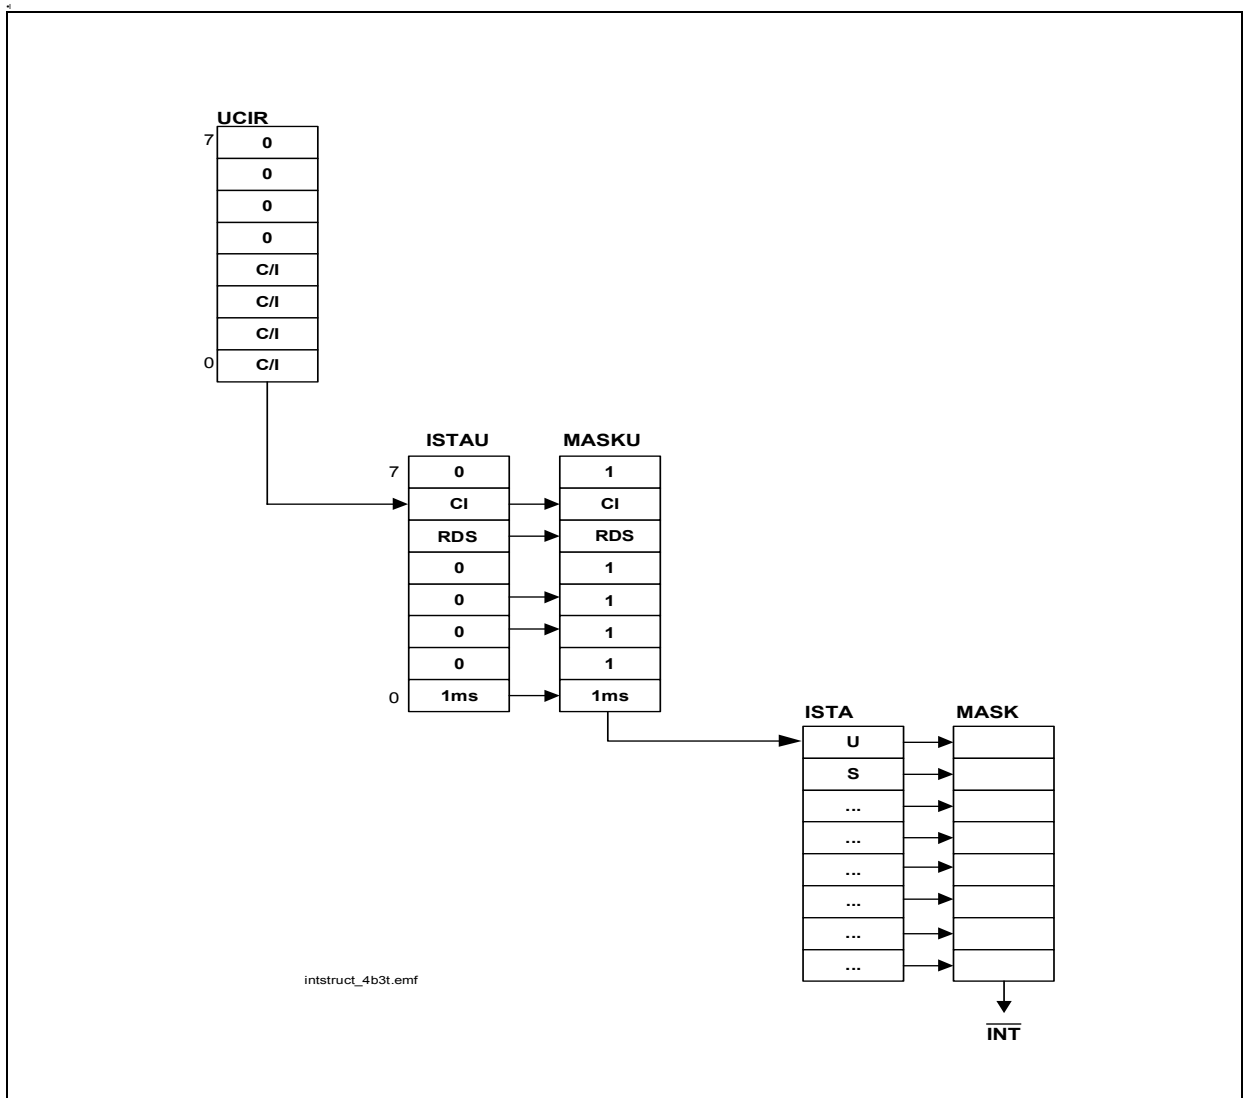 UCIR
7 0
0
0
0
C/I
C/I
C/I
0 C/I
ISTAU MASKU
7 0 1
CI CI
RDS RDS
0 1
0 1
0 1
0 1
0 1ms 1ms
ISTA MASK
U
S
...
...
...
...
...
...
intstruct_4b3t.emf
INT